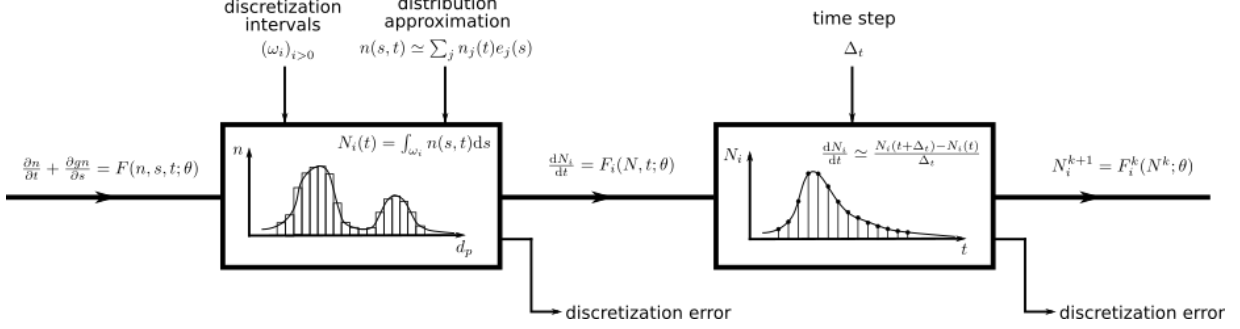 discretization
intervals
(ω_i)_{i>0}
distribution
approximation
n(s, t) ≃ ∑_j n_j(t)e_j(s)
time step
Δ_t
∂n/∂t + ∂gn/∂s = F(n, s, t; θ)
n
N_i(t) = ∫_{ω_i} n(s, t)ds
d_p
dN_i/dt = F_i(N, t; θ)
N_i
dN_i/dt ≃ (N_i(t+Δ_t)−N_i(t))/Δ_t
t
N_i^{k+1} = F_i^k(N^k; θ)
discretization error
discretization error